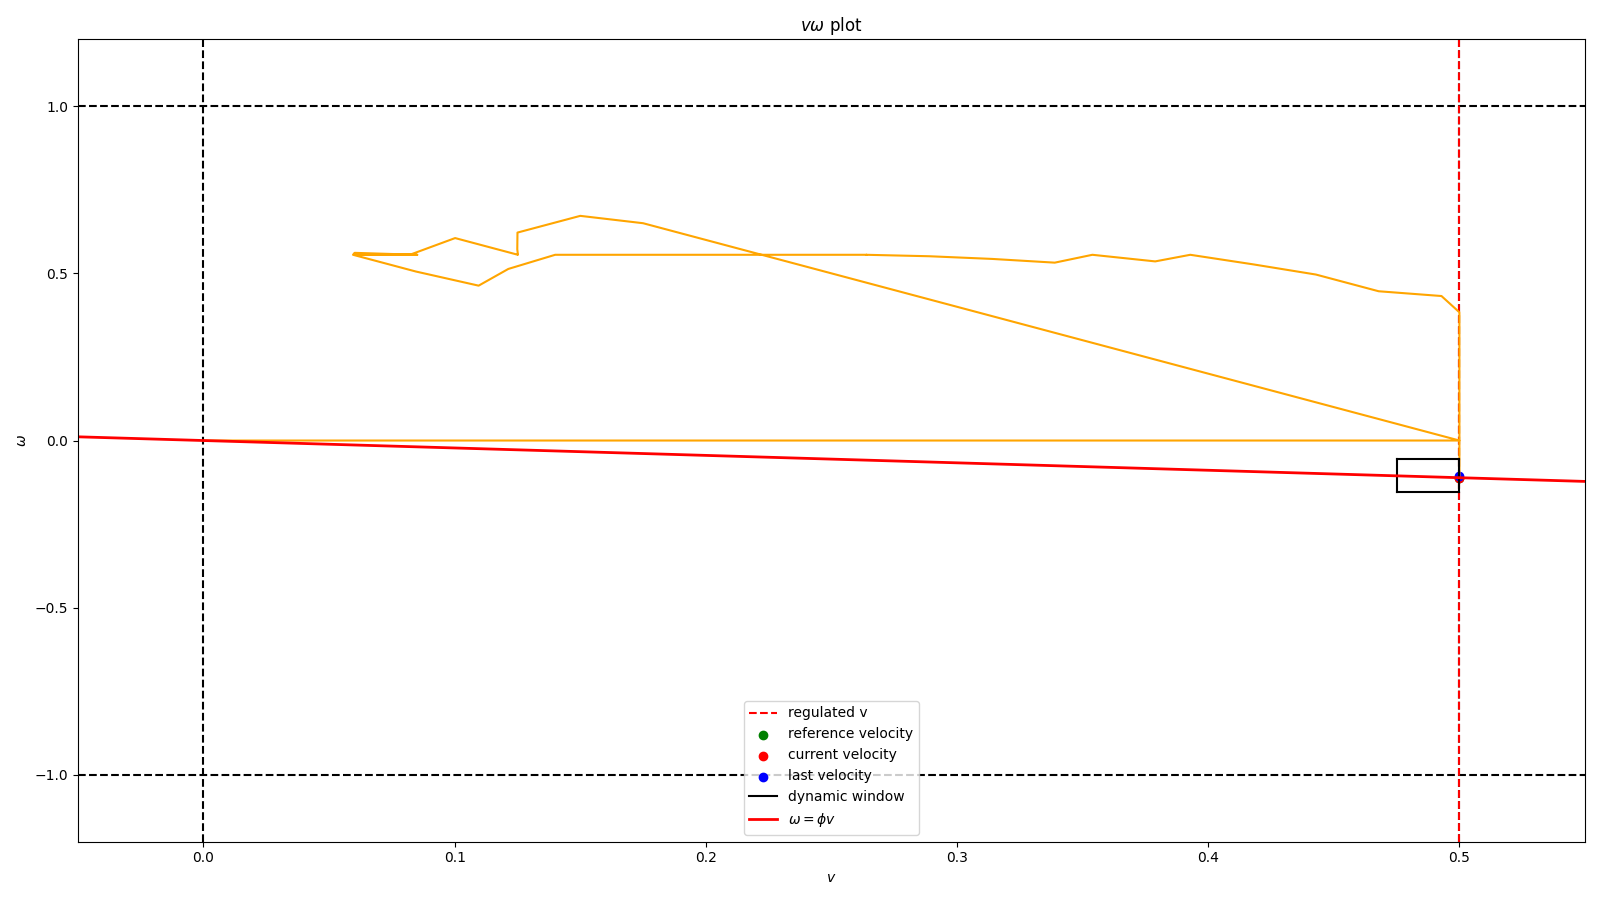 vω plot
1.0
0.5
0.0
−0.5
−1.0
ω
0.0 0.1 0.2 0.3 0.4 0.5
v
regulated v
reference velocity
current velocity
last velocity
dynamic window
ω = ϕv